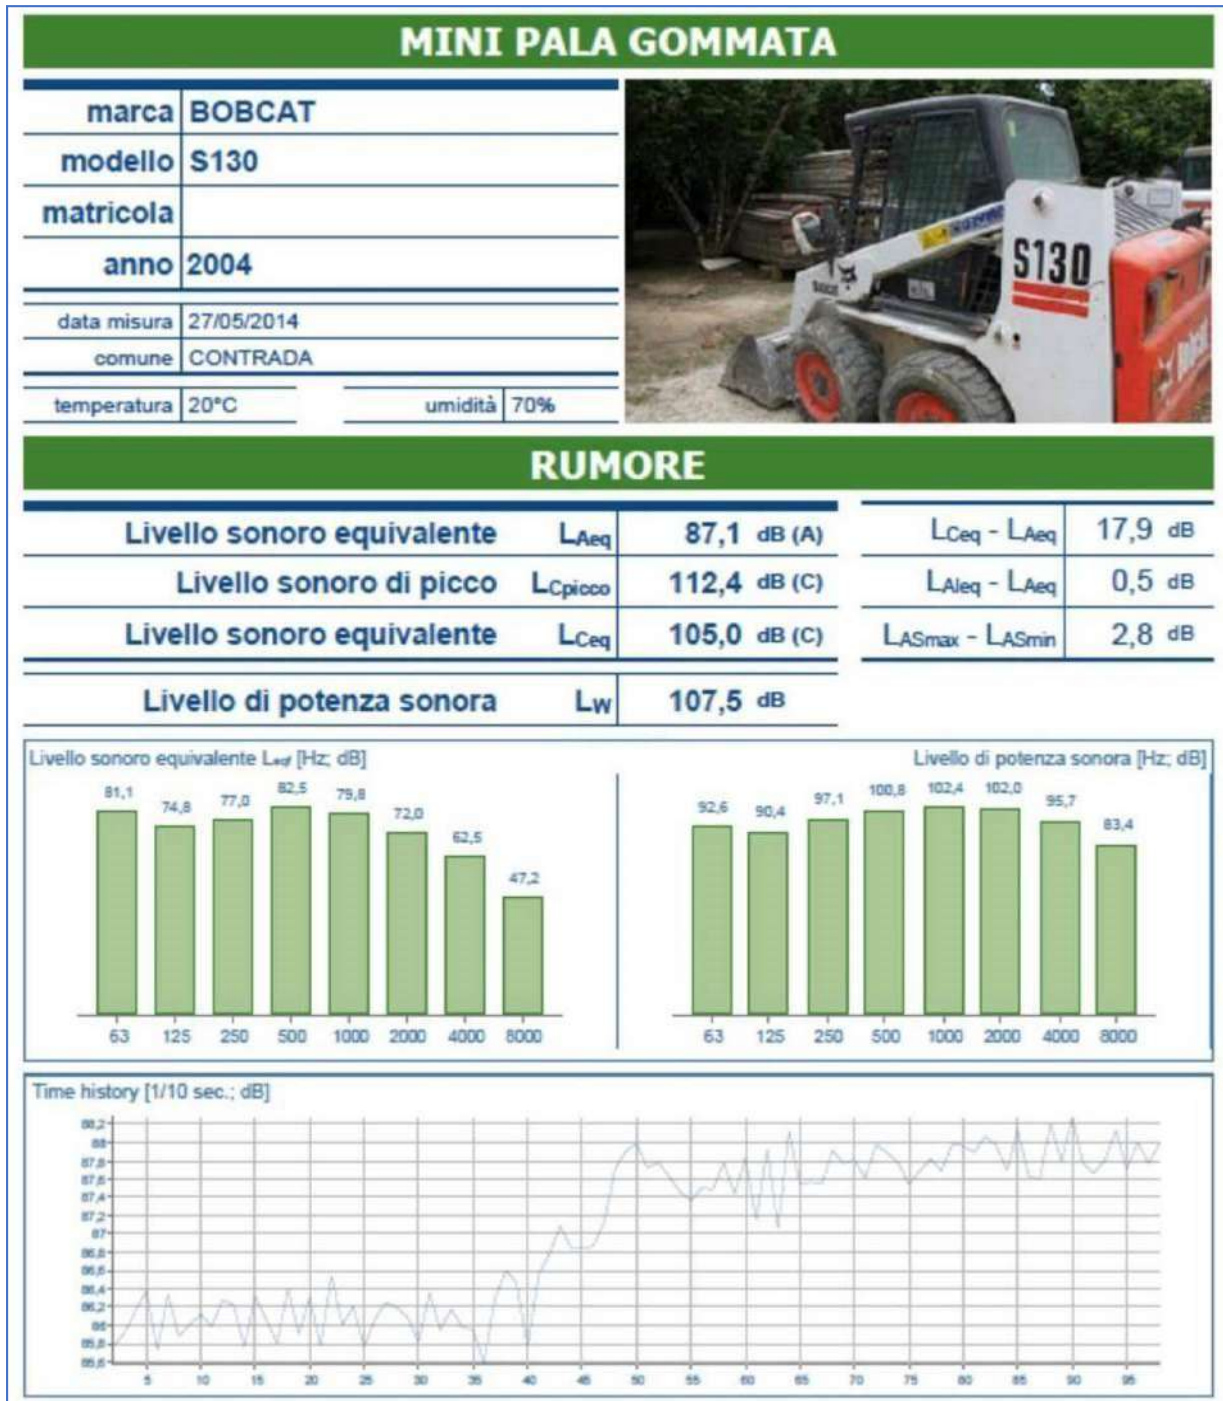 MINI PALA GOMMATA
marca BOBCAT
modello S130
matricola
anno 2004
data misura 27/05/2014
comune CONTRADA
temperatura 20°C umidità 70%
S130
BOBCAT
RUMORE
Livello sonoro equivalente LAeq 87,1 dB (A)
LCeq - LAeq 17,9 dB
Livello sonoro di picco LCpicco 112,4 dB (C)
LAIeq - LAeq 0,5 dB
Livello sonoro equivalente LCeq 105,0 dB (C)
LASmax - LASmin 2,8 dB
Livello di potenza sonora LW 107,5 dB
Livello sonoro equivalente Leqf [Hz; dB]
81,1 74,8 77,0 82,5 79,8 72,0 62,5 47,2
63 125 250 500 1000 2000 4000 8000
Livello di potenza sonora [Hz; dB]
92,6 90,4 97,1 100,8 102,4 102,0 95,7 83,4
63 125 250 500 1000 2000 4000 8000
Time history [1/10 sec.; dB]
88,2
88
87,8
87,6
87,4
87,2
87
86,8
86,6
86,4
86,2
86
85,8
85,6
5 10 15 20 25 30 35 40 45 50 55 60 65 70 75 80 85 90 95